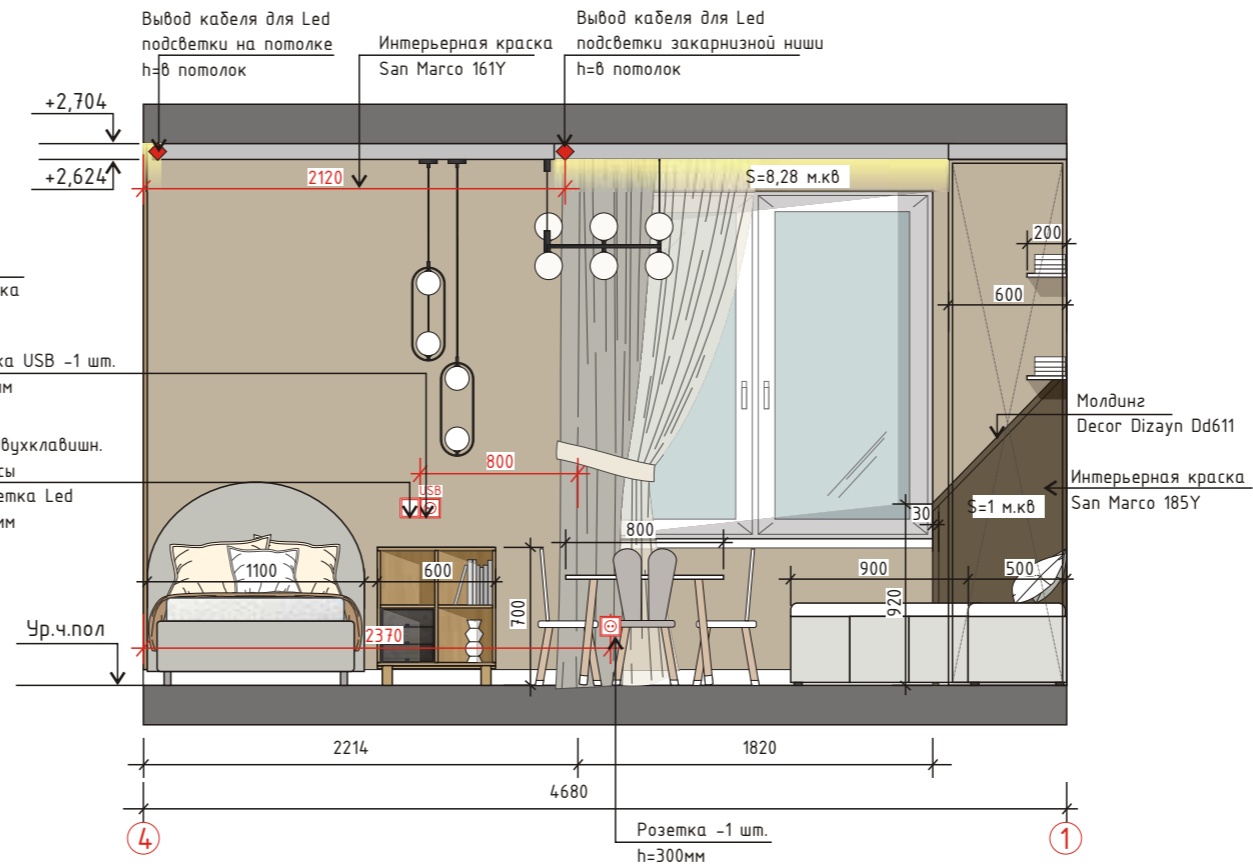 Вывод кабеля для Led
подсветки на потолке
h=в потолок
Интерьерная краска
San Marco 161Y
Вывод кабеля для Led
подсветки закарнизной ниши
h=в потолок
+2,704
+2,624
2120
S=8,28 м.кв
200
600
ка
ка USB -1 шт.
мм
Молдинг
Decor Dizayn Dd611
вухклавишн.
сы
етка Led
мм
800
USB
Интерьерная краска
San Marco 185Y
30
S=1 м.кв
800
1100
600
900
500
700
920
Ур.ч.пол
2370
2214
1820
4680
4
1
Розетка -1 шт.
h=300мм